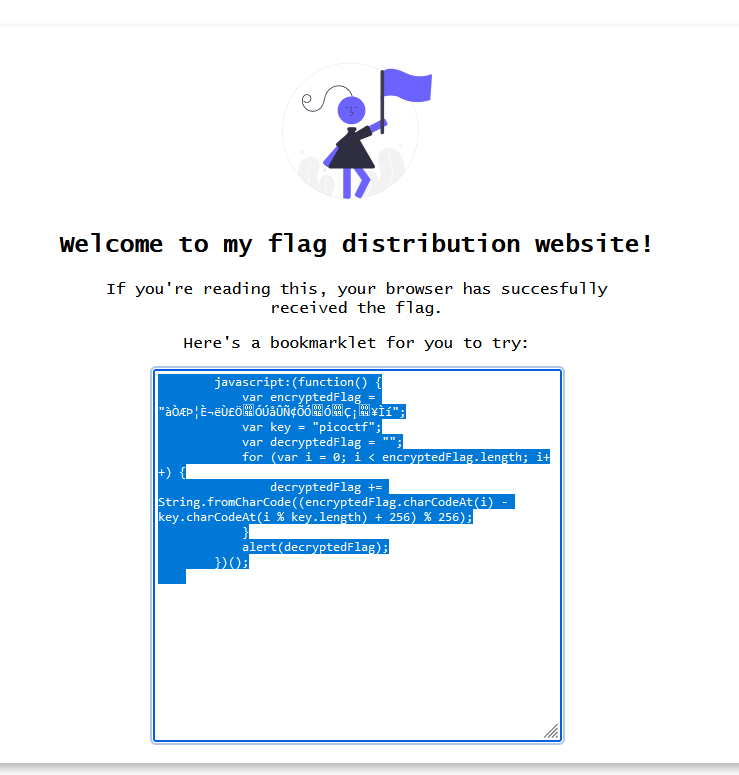 Welcome to my flag distribution website!
If you're reading this, your browser has succesfully
received the flag.
Here's a bookmarklet for you to try:
javascript:(function() {
var encryptedFlag =
"àÒÆÞ¦È¬ëÙ£ÖÓÚåÛÑ¢ÕÓÓÇ¡¥Ìí";
var key = "picoctf";
var decryptedFlag = "";
for (var i = 0; i < encryptedFlag.length; i+
+) {
decryptedFlag +=
String.fromCharCode((encryptedFlag.charCodeAt(i) -
key.charCodeAt(i % key.length) + 256) % 256);
}
alert(decryptedFlag);
})();